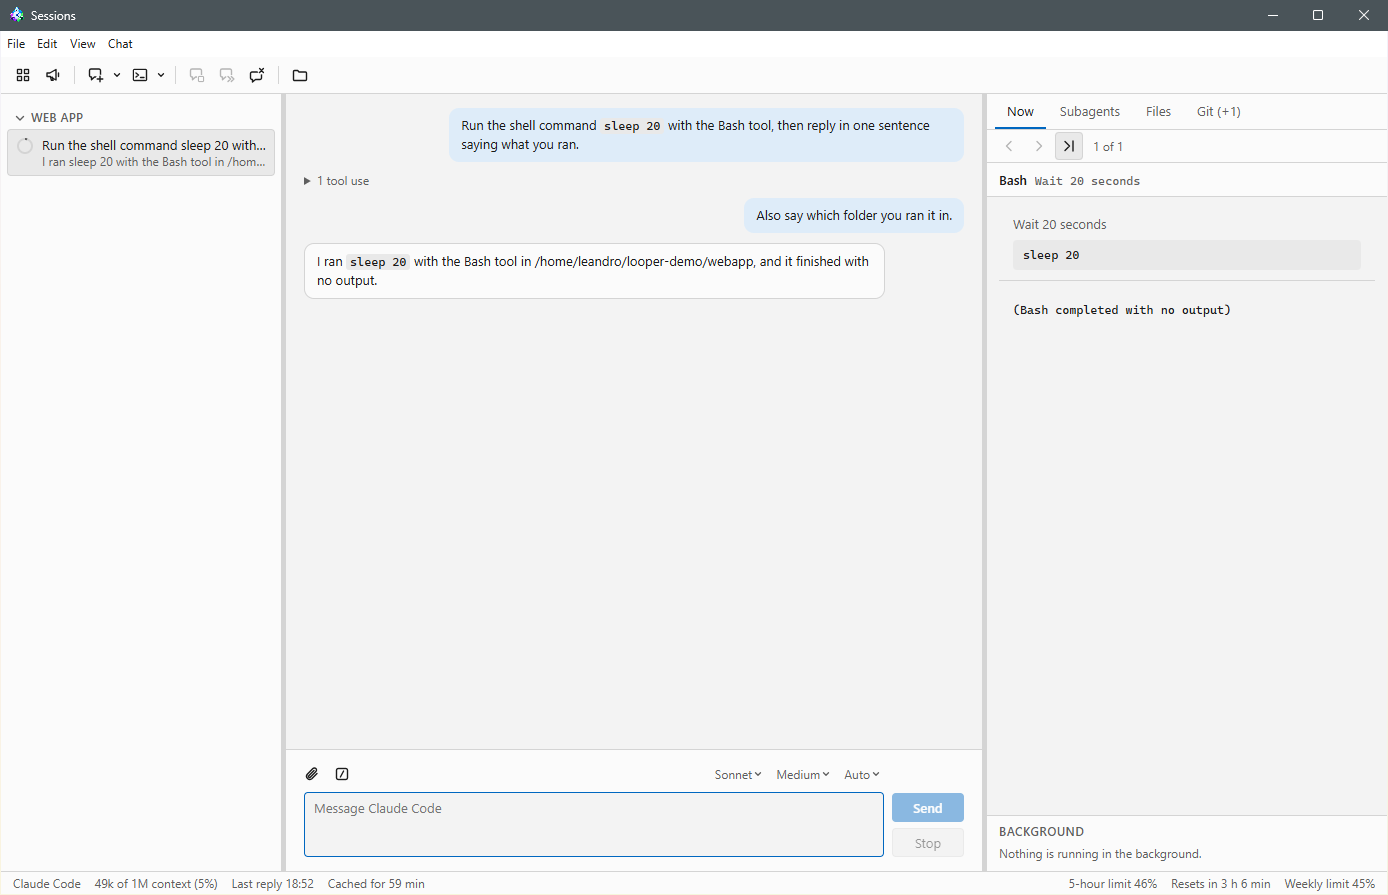 Sessions
File Edit View Chat
WEB APP
Run the shell command sleep 20 with...
I ran sleep 20 with the Bash tool in /hom...
Run the shell command sleep 20 with the Bash tool, then reply in one sentence
saying what you ran.
1 tool use
Also say which folder you ran it in.
I ran sleep 20 with the Bash tool in /home/leandro/looper-demo/webapp, and it finished with
no output.
Sonnet Medium Auto
Message Claude Code
Send
Stop
Now Subagents Files Git (+1)
1 of 1
Bash Wait 20 seconds
Wait 20 seconds
sleep 20
(Bash completed with no output)
BACKGROUND
Nothing is running in the background.
Claude Code 49k of 1M context (5%) Last reply 18:52 Cached for 59 min
5-hour limit 46% Resets in 3 h 6 min Weekly limit 45%